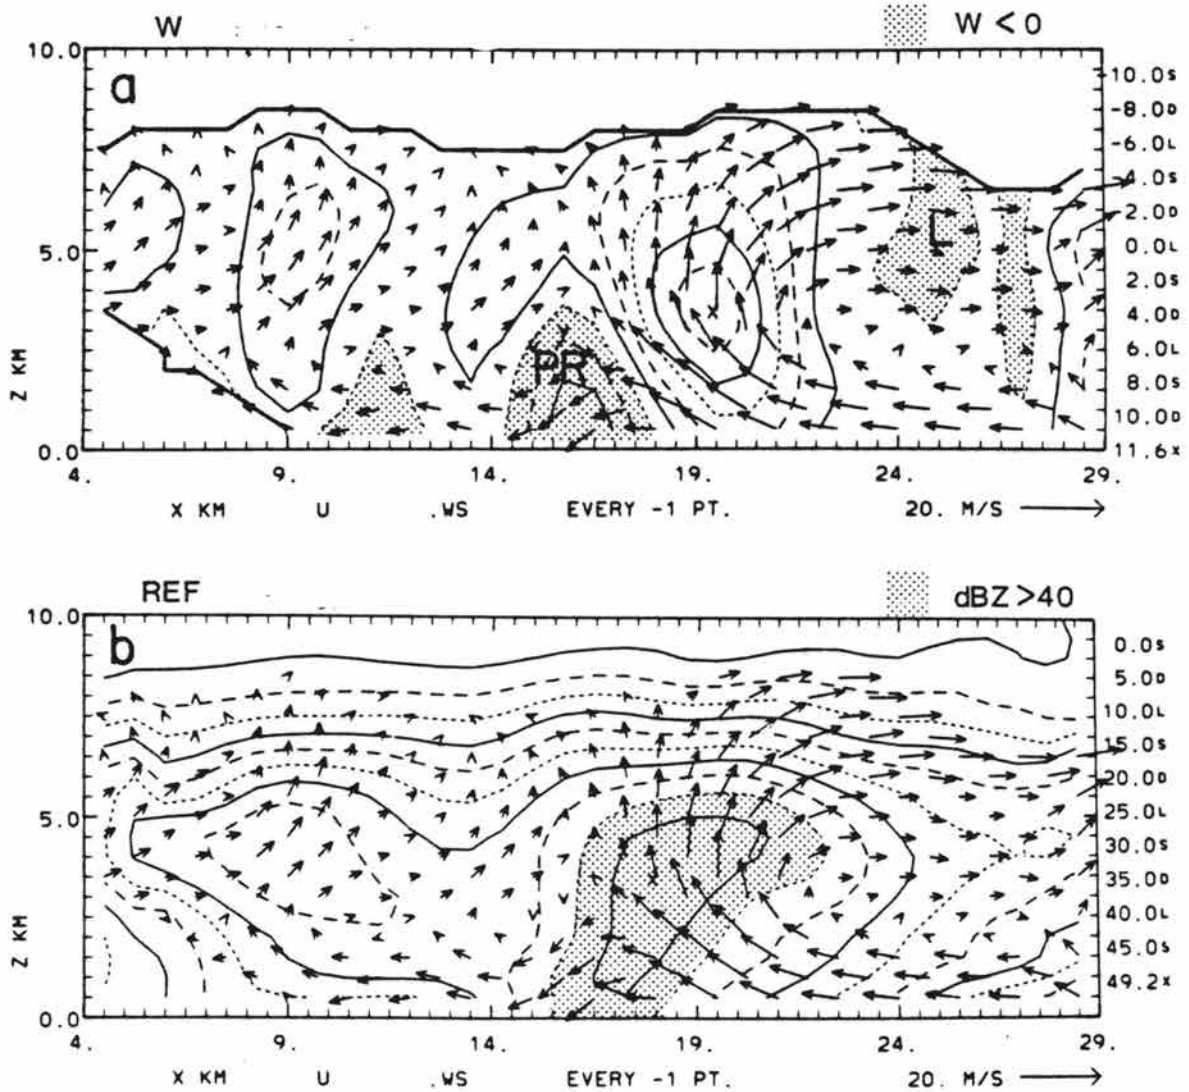 W
W < 0
10.0
a
10.0S
-8.0D
-6.0L
-4.0S
2.0D
5.0
L
0.0L
2.0S
4.0D
Z KM
PR
6.0L
8.0S
10.0D
0.0
11.6X
4. 9. 14. 19. 24. 29.
X KM U .WS EVERY -1 PT. 20. M/S
REF
dBZ >40
10.0
b
0.0S
5.0D
10.0L
15.0S
20.0D
5.0
25.0L
30.0S
35.0D
40.0L
Z KM
45.0S
49.2X
0.0
4. 9. 14. 19. 24. 29.
X KM U .WS EVERY -1 PT. 20. M/S